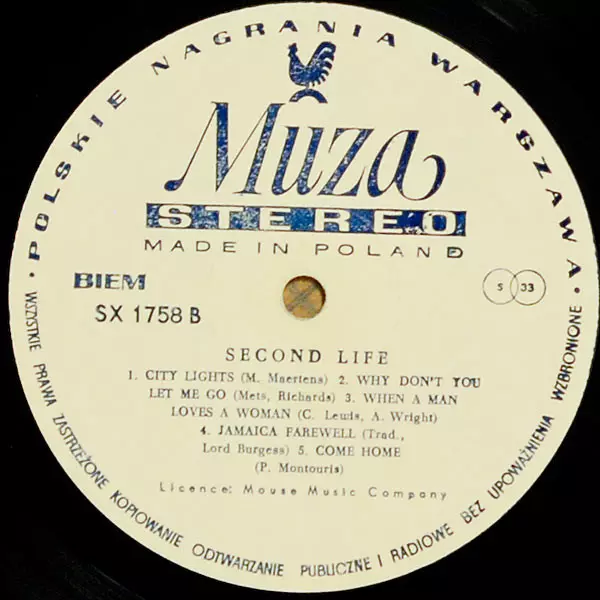 • POLSKIE NAGRANIA WARSZAWA •
Muza
STEREO
MADE IN POLAND
BIEM
SX 1758 B
S 33
SECOND LIFE
1. CITY LIGHTS (M. Maertens) 2. WHY DON'T YOU
LET ME GO (Mets, Richards) 3. WHEN A MAN
LOVES A WOMAN (C. Lewis, A. Wright)
4. JAMAICA FAREWELL (Trad.,
Lord Burgess) 5. COME HOME
(P. Montouris)
Licence: Mouse Music Company
WSZYSTKIE PRAWA ZASTRZEŻONE KOPIOWANIE ODTWARZANIE PUBLICZNE I RADIOWE BEZ UPOWAŻNIENIA WZBRONIONE